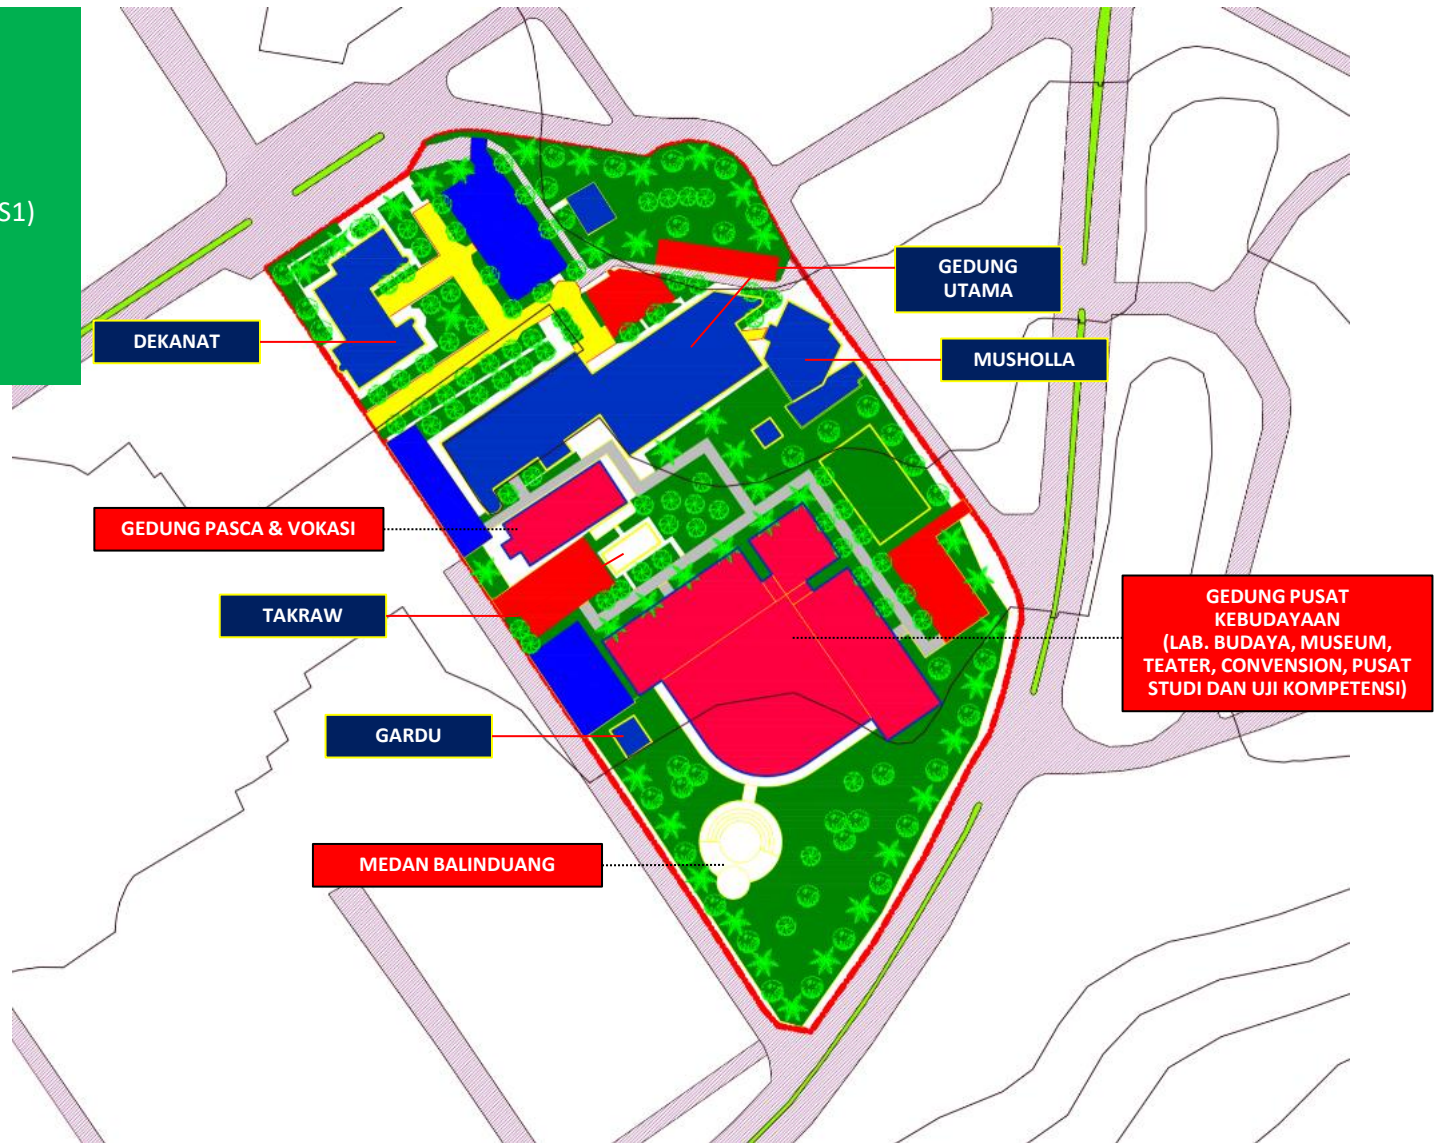 S1)
GEDUNG
UTAMA
DEKANAT
MUSHOLLA
GEDUNG PASCA & VOKASI
TAKRAW
GEDUNG PUSAT
KEBUDAYAAN
(LAB. BUDAYA, MUSEUM,
TEATER, CONVENSION, PUSAT
STUDI DAN UJI KOMPETENSI)
GARDU
MEDAN BALINDUANG